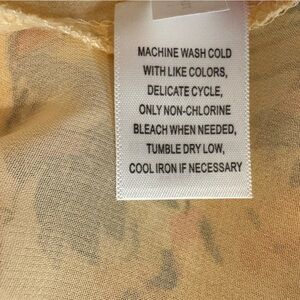 MACHINE WASH COLD
WITH LIKE COLORS,
DELICATE CYCLE,
ONLY NON-CHLORINE
BLEACH WHEN NEEDED,
TUMBLE DRY LOW,
COOL IRON IF NECESSARY